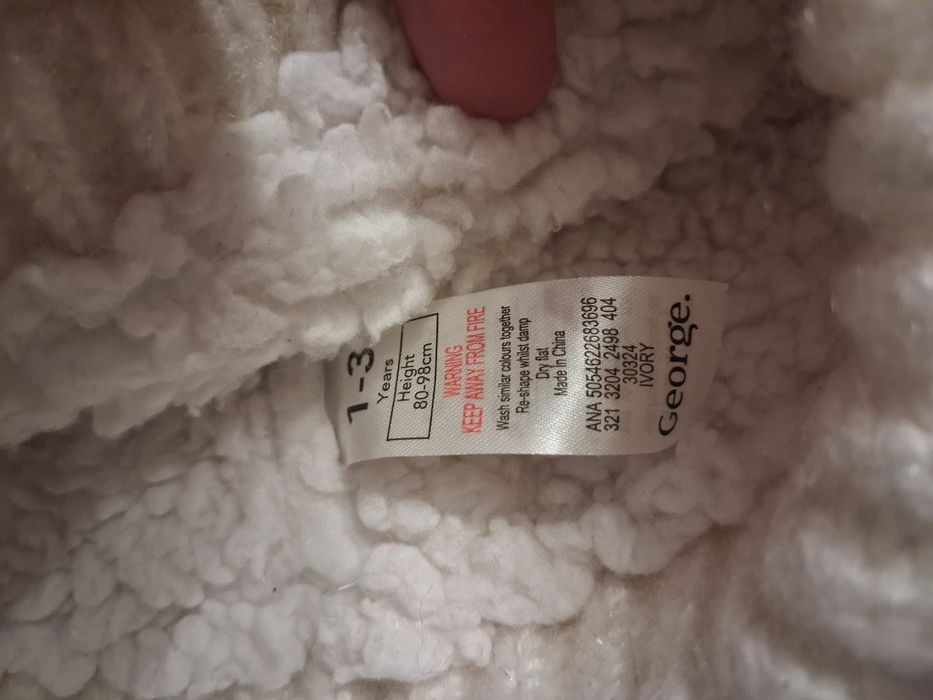 1-3
Years
Height
80-98cm
WARNING
KEEP AWAY FROM FIRE
Wash similar colours together
Re-shape whilst damp
Dry flat
Made In China
ANA 5054622683696
321 3204 2498 404
30324
IVORY
George.